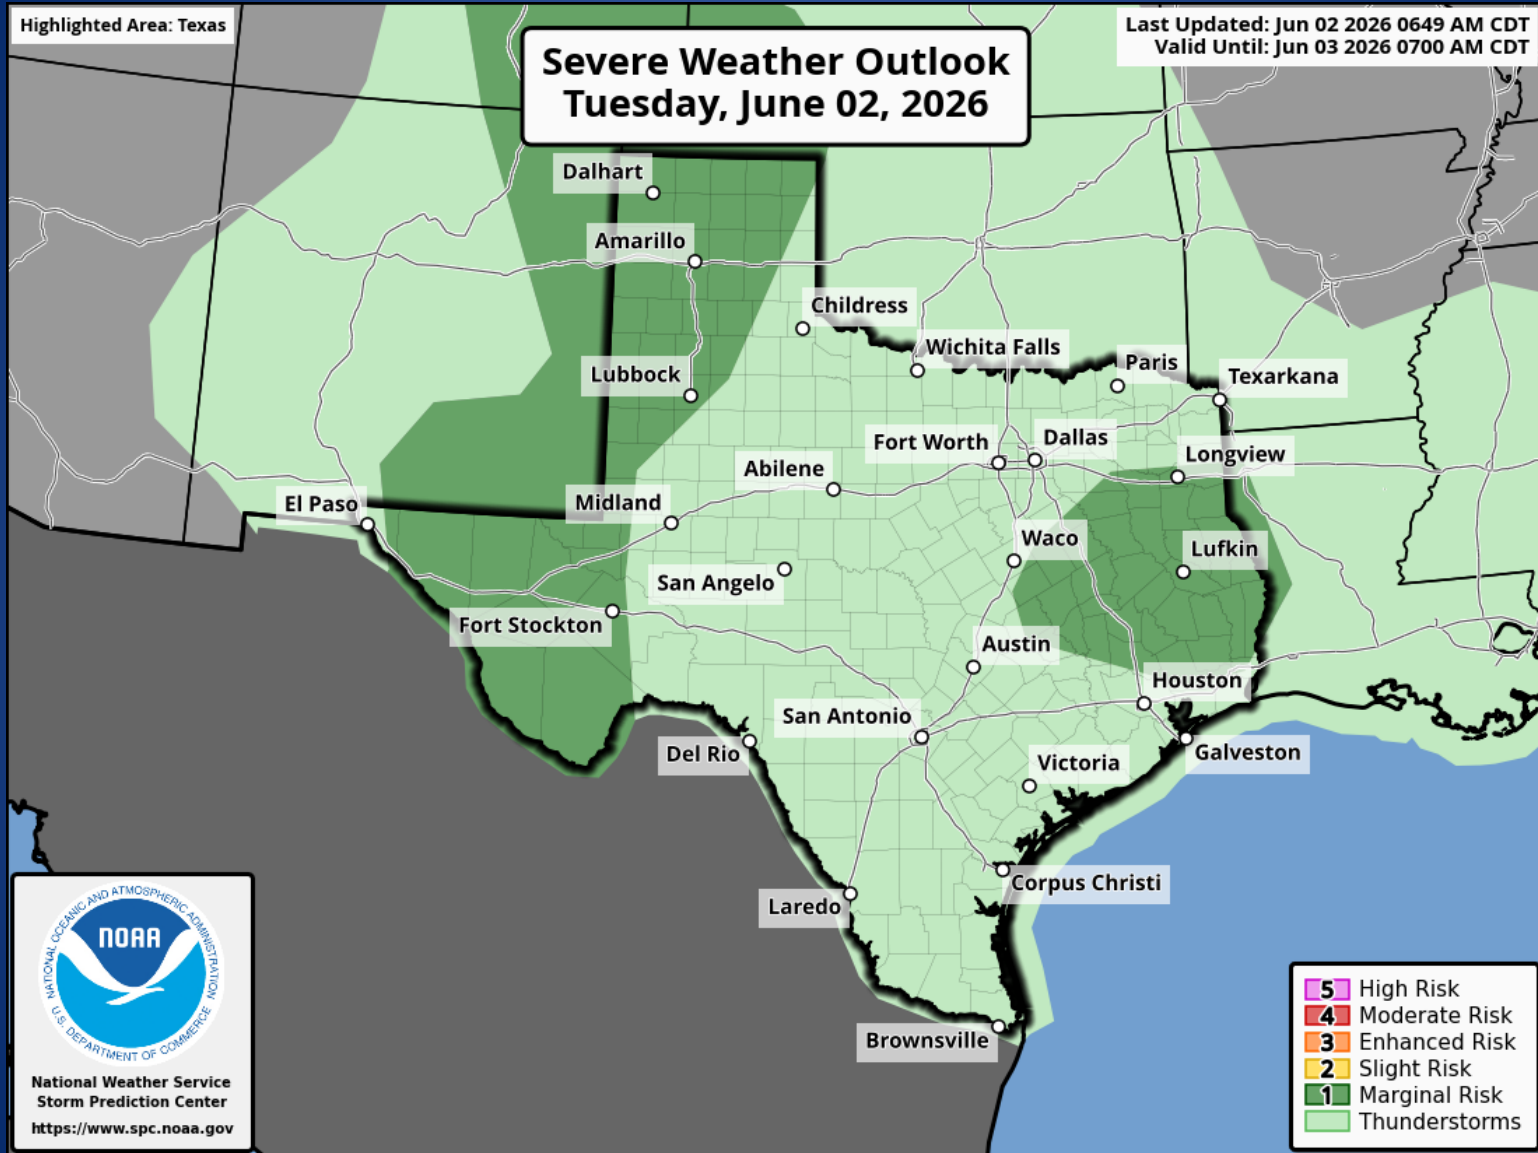 Highlighted Area: Texas
Last Updated: Jun 02 2026 0649 AM CDT
Valid Until: Jun 03 2026 0700 AM CDT
Severe Weather Outlook
Tuesday, June 02, 2026
Dalhart
Amarillo
Childress
Wichita Falls
Paris
Texarkana
Lubbock
Fort Worth
Dallas
Longview
Abilene
El Paso
Midland
Waco
Lufkin
San Angelo
Fort Stockton
Austin
Houston
San Antonio
Del Rio
Galveston
Victoria
Corpus Christi
Laredo
Brownsville
NATIONAL OCEANIC AND ATMOSPHERIC ADMINISTRATION
NOAA
U.S. DEPARTMENT OF COMMERCE
National Weather Service
Storm Prediction Center
https://www.spc.noaa.gov
5 High Risk
4 Moderate Risk
3 Enhanced Risk
2 Slight Risk
1 Marginal Risk
Thunderstorms